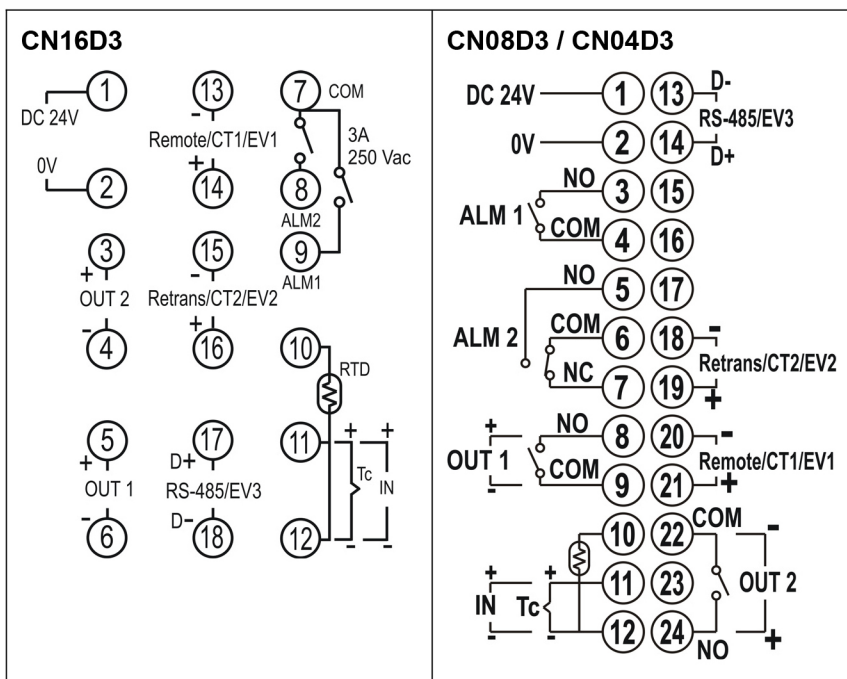 CN16D3
1 13 7 COM
DC 24V
- Remote/CT1/EV1 +
3A
250 Vac
0V
2 14 8
ALM2
3 15 9
ALM1
+ OUT 2 -
- Retrans/CT2/EV2 +
4 16 10
RTD
5 17 11 + +
+ OUT 1 -
D+
RS-485/EV3
D-
Tc IN
6 18 12 - -
CN08D3 / CN04D3
DC 24V 1 13 D-
RS-485/EV3
0V 2 14 D+
NO 3 15
ALM 1
COM 4 16
NO 5 17
ALM 2
COM 6 18 -
Retrans/CT2/EV2
NC 7 19 +
+ NO 8 20 -
OUT 1
Remote/CT1/EV1
- COM 9 21 +
10 22 COM -
+ + 11 23
IN Tc
OUT 2
- - 12 24 NO +